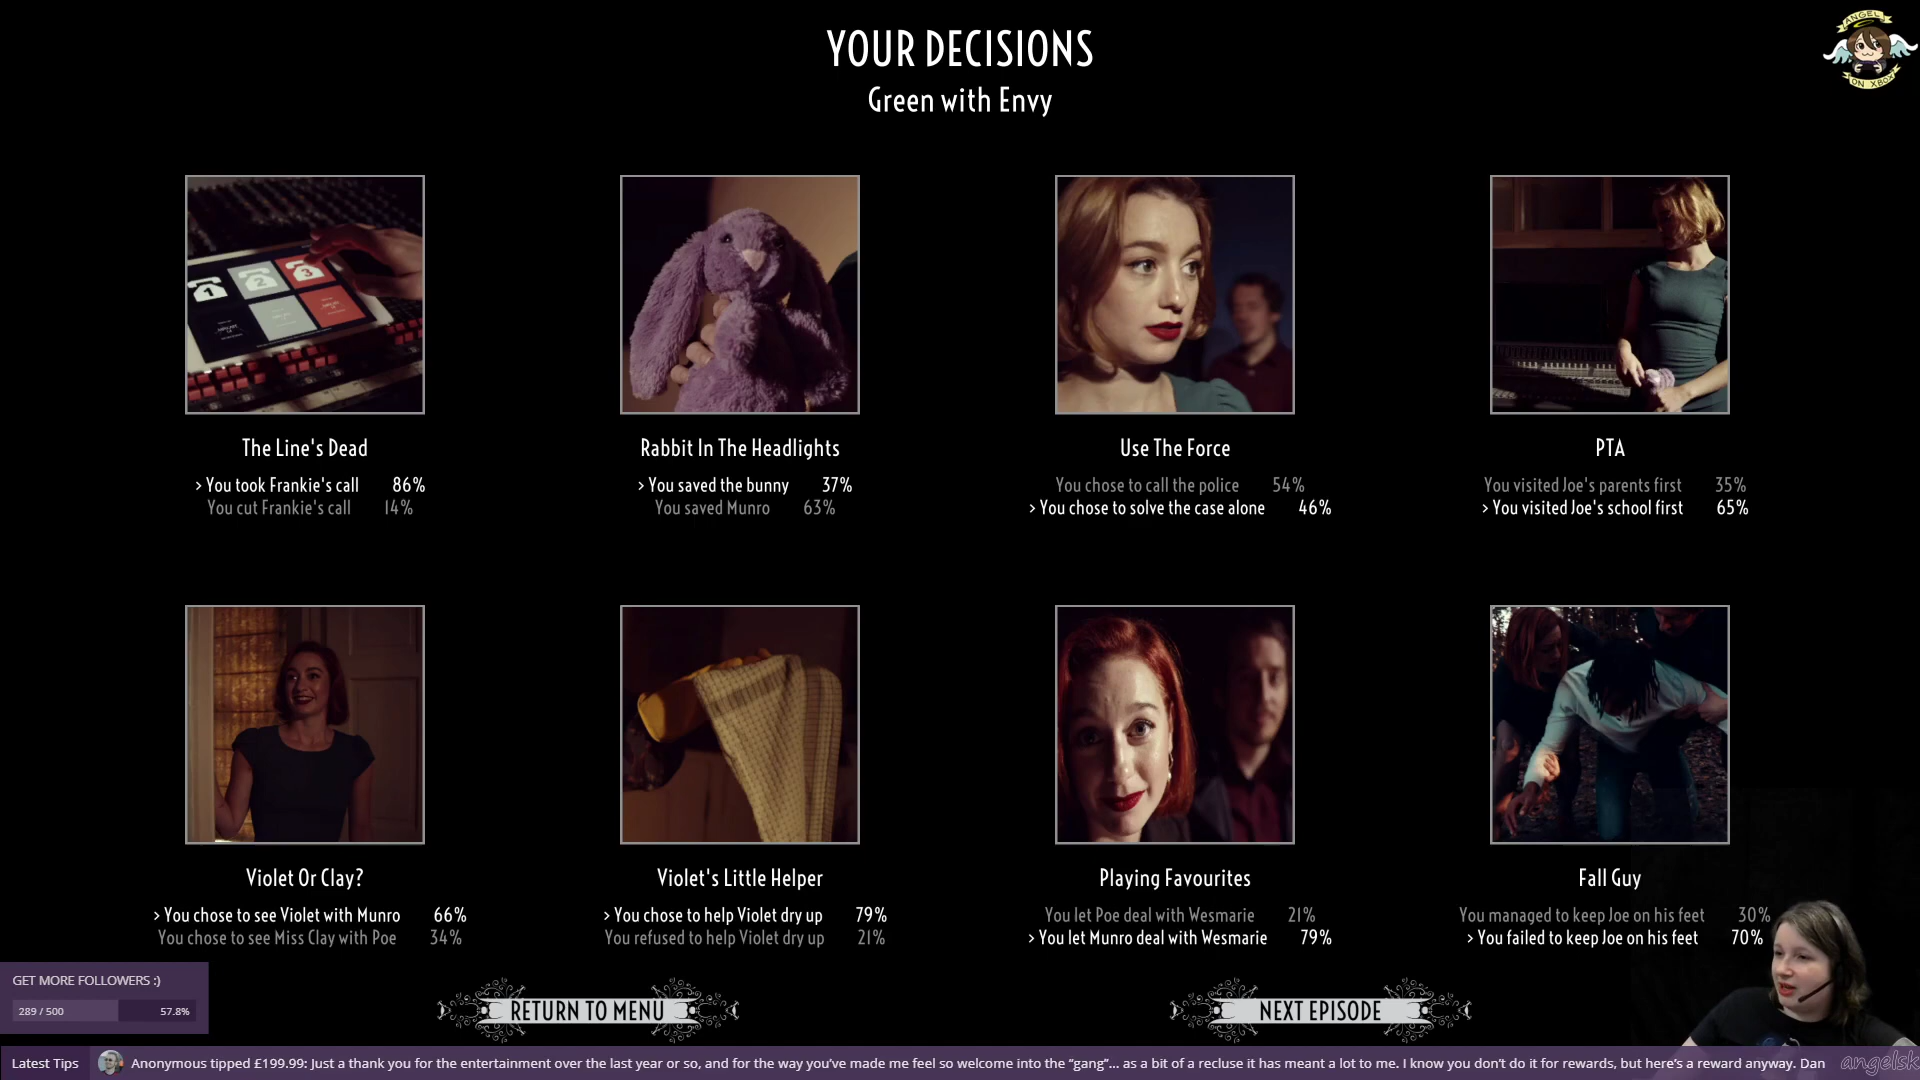 YOUR DECISIONS
Green with Envy
ANGEL
ON XBOX
1 2 3
The Line's Dead
> You took Frankie's call 86%
You cut Frankie's call 14%
Rabbit In The Headlights
> You saved the bunny 37%
You saved Munro 63%
Use The Force
You chose to call the police 54%
> You chose to solve the case alone 46%
PTA
You visited Joe's parents first 35%
> You visited Joe's school first 65%
Violet Or Clay?
> You chose to see Violet with Munro 66%
You chose to see Miss Clay with Poe 34%
Violet's Little Helper
> You chose to help Violet dry up 79%
You refused to help Violet dry up 21%
Playing Favourites
You let Poe deal with Wesmarie 21%
> You let Munro deal with Wesmarie 79%
Fall Guy
You managed to keep Joe on his feet 30%
> You failed to keep Joe on his feet 70%
GET MORE FOLLOWERS :)
289 / 500 57.8%
RETURN TO MENU
NEXT EPISODE
Latest Tips
Anonymous tipped £199.99: Just a thank you for the entertainment over the last year or so, and for the way you've made me feel so welcome into the “gang”... as a bit of a recluse it has meant a lot to me. I know you don’t do it for rewards, but here’s a reward anyway. Dan
angelsk